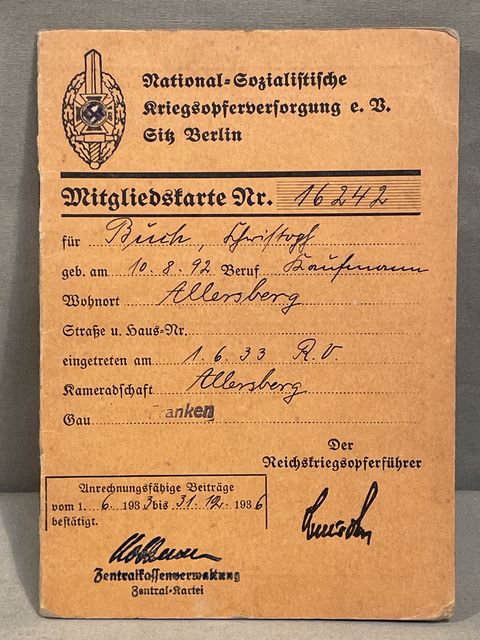 National-Sozialistische
Kriegsopferversorgung e. V.
Sitz Berlin
Mitgliedskarte Nr. 16242
für Buch, Christoph
geb. am 10. 8. 92 Beruf Kaufmann
Wohnort Allersberg
Straße u. Haus-Nr.
eingetreten am 1. 6. 33 R.V.
Kameradschaft Allersberg
Gau Franken
Der
Reichskriegsopferführer
Anrechnungsfähige Beiträge
vom 1. 6. 1933 bis 31. 12. 1936
bestätigt.
Zentralkassenverwaltung
Zentral-Kartei